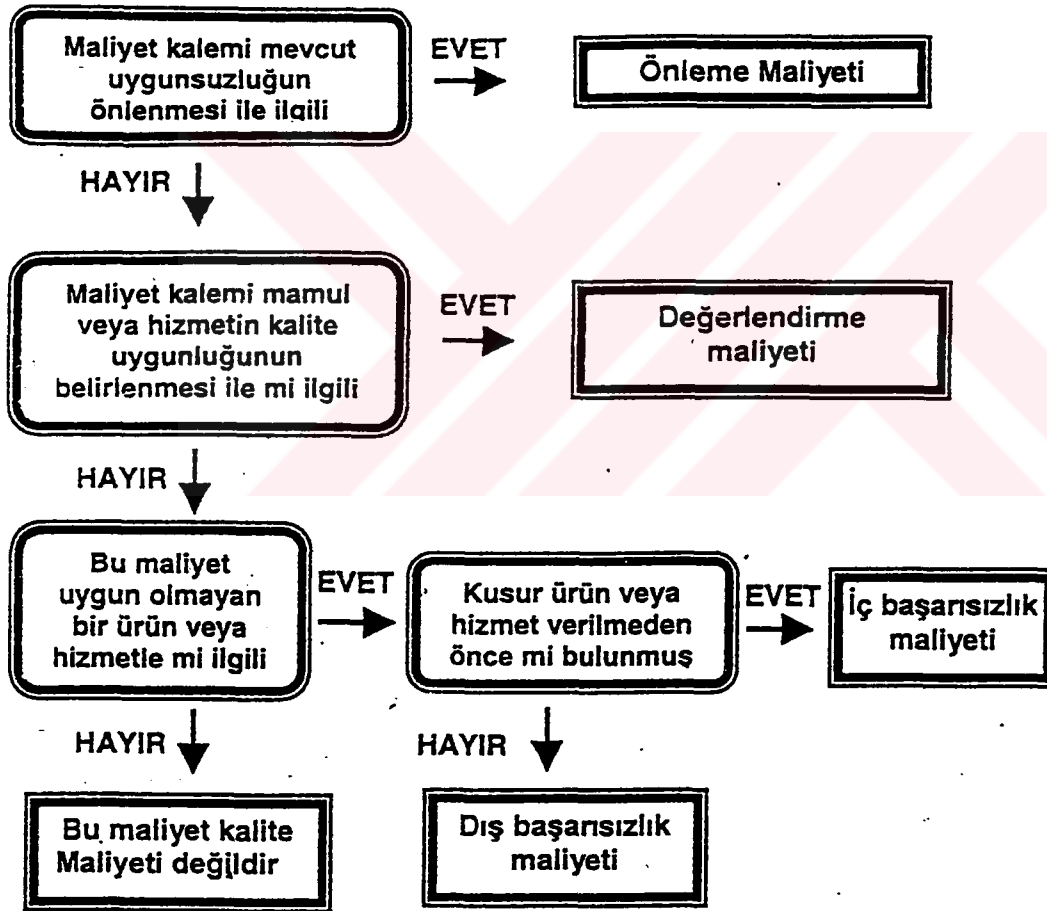 Maliyet kalemi mevcut
uygunsuzluğun
önlenmesi ile ilgili
EVET
Önleme Maliyeti
HAYIR
Maliyet kalemi mamul
veya hizmetin kalite
uygunluğunun
belirlenmesi ile mi ilgili
EVET
Değerlendirme
maliyeti
HAYIR
Bu maliyet
uygun olmayan
bir ürün veya
hizmetle mi ilgili
EVET
Kusur ürün veya
hizmet verilmeden
önce mi bulunmuş
EVET
İç başarısızlık
maliyeti
HAYIR
HAYIR
Bu maliyet kalite
Maliyeti değildir
Dış başarısızlık
maliyeti